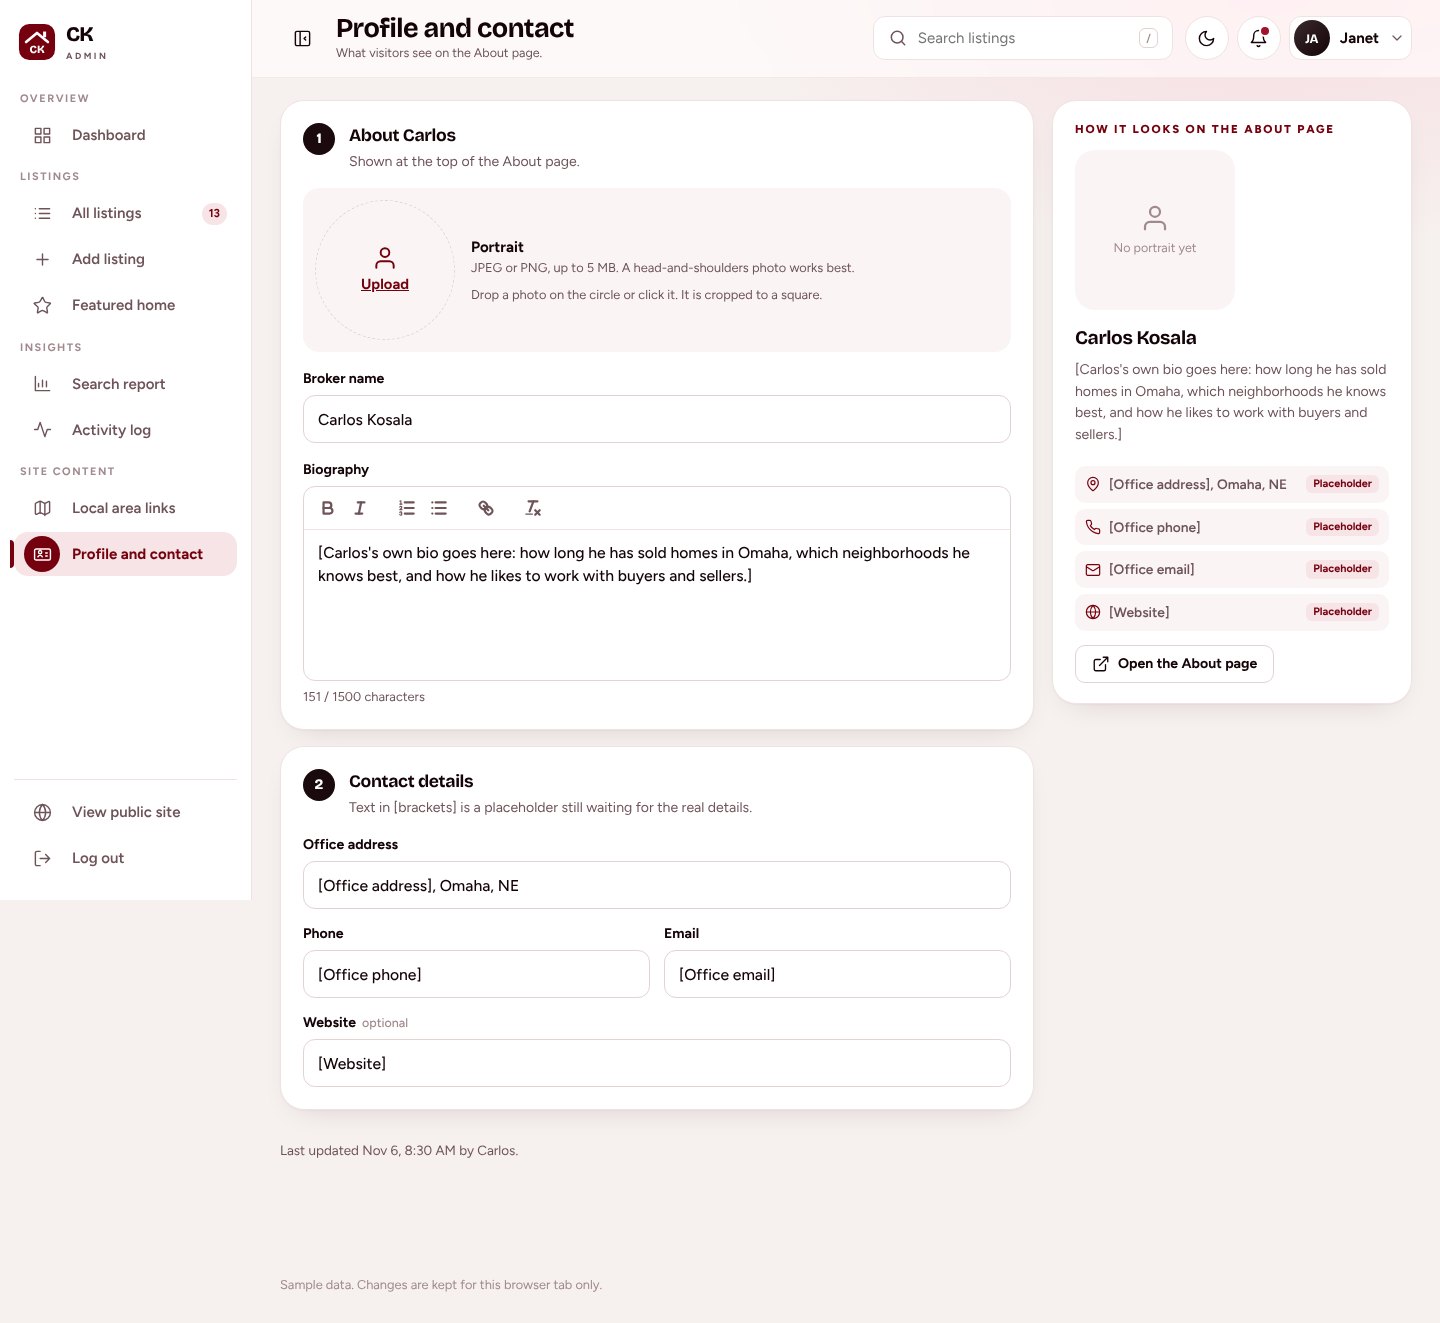 CK
CK
ADMIN
OVERVIEW
Dashboard
LISTINGS
All listings 13
Add listing
Featured home
INSIGHTS
Search report
Activity log
SITE CONTENT
Local area links
Profile and contact
View public site
Log out
Profile and contact
What visitors see on the About page.
Search listings /
JA Janet
1 About Carlos
Shown at the top of the About page.
Upload
Portrait
JPEG or PNG, up to 5 MB. A head-and-shoulders photo works best.
Drop a photo on the circle or click it. It is cropped to a square.
Broker name
Carlos Kosala
Biography
[Carlos's own bio goes here: how long he has sold homes in Omaha, which neighborhoods he
knows best, and how he likes to work with buyers and sellers.]
151 / 1500 characters
2 Contact details
Text in [brackets] is a placeholder still waiting for the real details.
Office address
[Office address], Omaha, NE
Phone
[Office phone]
Email
[Office email]
Website optional
[Website]
Last updated Nov 6, 8:30 AM by Carlos.
Sample data. Changes are kept for this browser tab only.
HOW IT LOOKS ON THE ABOUT PAGE
No portrait yet
Carlos Kosala
[Carlos's own bio goes here: how long he has sold
homes in Omaha, which neighborhoods he knows
best, and how he likes to work with buyers and
sellers.]
[Office address], Omaha, NE Placeholder
[Office phone] Placeholder
[Office email] Placeholder
[Website] Placeholder
Open the About page